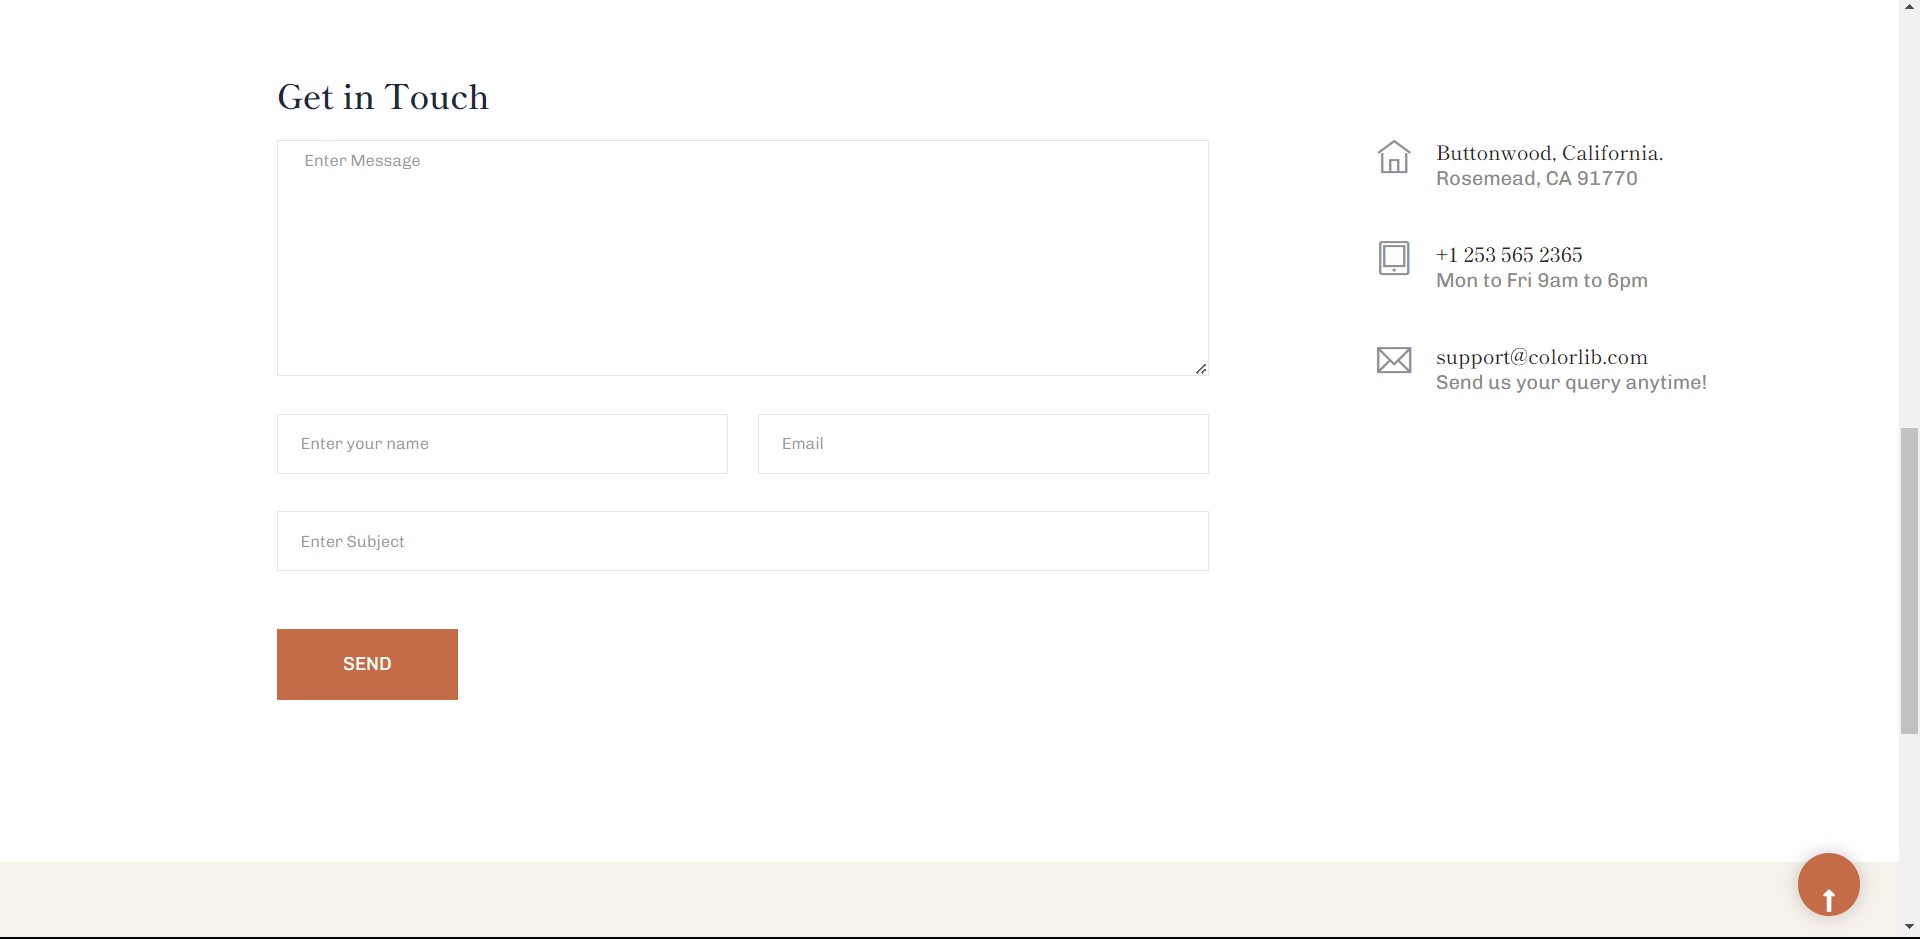 Get in Touch
Enter Message
Enter your name
Email
Enter Subject
SEND
Buttonwood, California.
Rosemead, CA 91770
+1 253 565 2365
Mon to Fri 9am to 6pm
support@colorlib.com
Send us your query anytime!